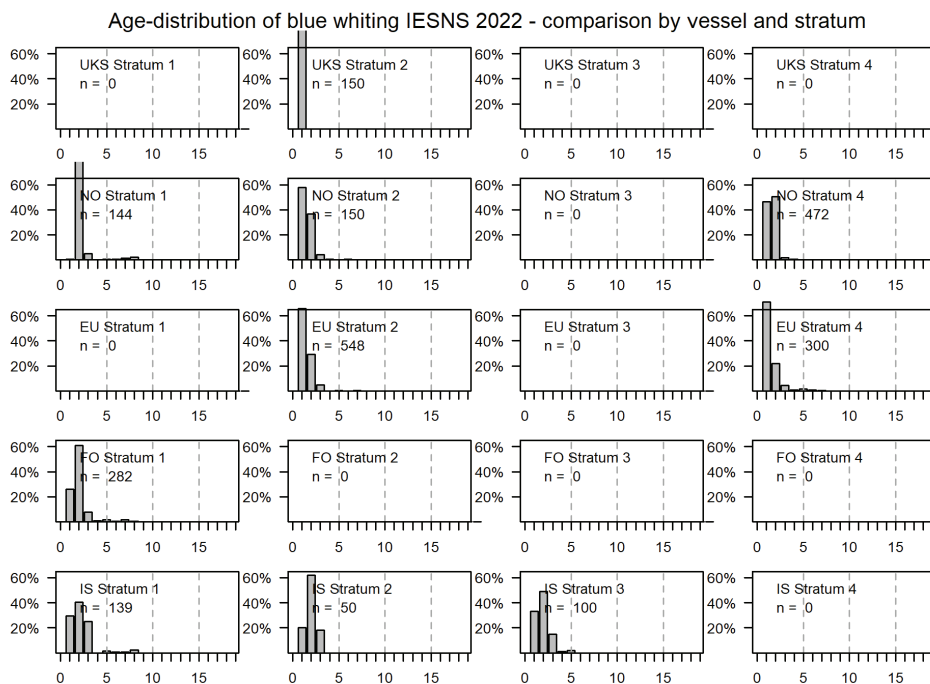 Age-distribution of blue whiting IESNS 2022 - comparison by vessel and stratum
60% 60% 60% 60%
UKS Stratum 1 UKS Stratum 2 UKS Stratum 3 UKS Stratum 4
40% 40% 40% 40%
n = 0 n = 150 n = 0 n = 0
20% 20% 20% 20%
0 5 10 15 0 5 10 15 0 5 10 15 0 5 10 15
60% 60% 60% 60%
NO Stratum 1 NO Stratum 2 NO Stratum 3 NO Stratum 4
40% 40% 40% 40%
n = 144 n = 150 n = 0 n = 472
20% 20% 20% 20%
0 5 10 15 0 5 10 15 0 5 10 15 0 5 10 15
60% 60% 60% 60%
EU Stratum 1 EU Stratum 2 EU Stratum 3 EU Stratum 4
40% 40% 40% 40%
n = 0 n = 548 n = 0 n = 300
20% 20% 20% 20%
0 5 10 15 0 5 10 15 0 5 10 15 0 5 10 15
60% 60% 60% 60%
FO Stratum 1 FO Stratum 2 FO Stratum 3 FO Stratum 4
40% 40% 40% 40%
n = 282 n = 0 n = 0 n = 0
20% 20% 20% 20%
0 5 10 15 0 5 10 15 0 5 10 15 0 5 10 15
60% 60% 60% 60%
IS Stratum 1 IS Stratum 2 IS Stratum 3 IS Stratum 4
40% 40% 40% 40%
n = 139 n = 50 n = 100 n = 0
20% 20% 20% 20%
0 5 10 15 0 5 10 15 0 5 10 15 0 5 10 15